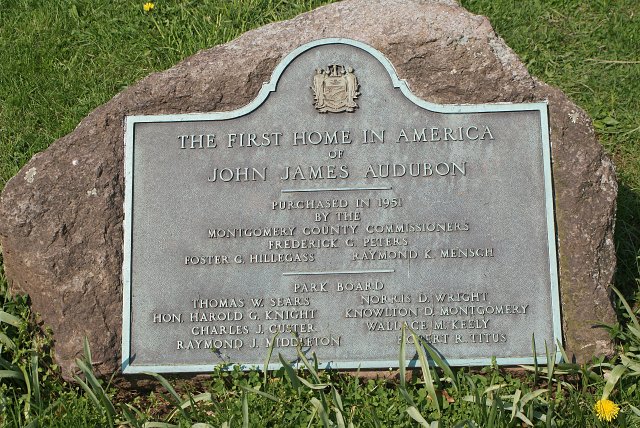 THE FIRST HOME IN AMERICA
OF
JOHN JAMES AUDUBON
PURCHASED IN 1951
BY THE
MONTGOMERY COUNTY COMMISSIONERS
FREDERICK C. PETERS
FOSTER C. HILLEGASS RAYMOND K. MENSCH
PARK BOARD
THOMAS W. SEARS NORRIS D. WRIGHT
HON. HAROLD G. KNIGHT KNOWLTON D. MONTGOMERY
CHARLES J. CUSTER WALLACE M. KEELY
RAYMOND J. MIDDLETON ROBERT R. TITUS